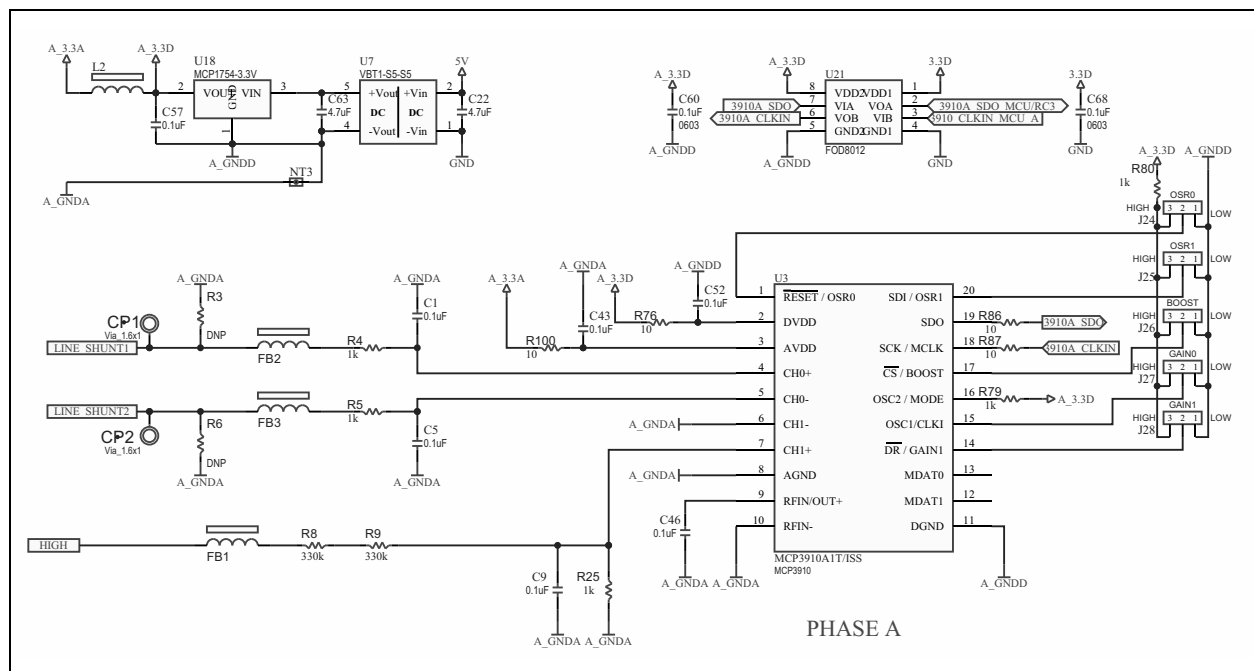 A_3.3A
A_3.3D
L2
U18
MCP1754-3.3V
2
VOUT
GND
VIN
3
1
C57
0.1uF
A_GNDD
C63
4.7uF
U7
VBT1-S5-S5
5
+Vout
+Vin
2
DC
DC
4
-Vout
-Vin
1
5V
C22
4.7uF
GND
NT3
A_GNDA
A_3.3D
C60
0.1uF
0603
A_GNDD
A_3.3D
U21
3.3D
8
VDD2
VDD1
1
3910A_SDO
7
VIA
VOA
2
3910A_SDO_MCU/RC3
3910A_CLKIN
6
VOB
VIB
3
3910_CLKIN_MCU_A
5
GND2
GND1
4
FOD8012
A_GNDD
GND
3.3D
C68
0.1uF
0603
GND
A_3.3D
A_GNDD
R80
1k
OSR0
HIGH
3 2 1
LOW
J24
OSR1
HIGH
3 2 1
LOW
J25
BOOST
HIGH
3 2 1
LOW
J26
GAIN0
HIGH
3 2 1
LOW
J27
GAIN1
HIGH
3 2 1
LOW
J28
A_GNDA
R3
DNP
CP1
Via_1.6x1
LINE_SHUNT1
FB2
R4
1k
A_GNDA
C1
0.1uF
LINE_SHUNT2
CP2
Via_1.6x1
R6
DNP
A_GNDA
FB3
R5
1k
C5
0.1uF
A_GNDA
A_3.3A
R100
10
A_GNDA
C43
0.1uF
A_3.3D
R76
10
A_GNDD
C52
0.1uF
U3
1
RESET / OSR0
SDI / OSR1
20
2
DVDD
SDO
19
R86
10
3910A_SDO
3
AVDD
SCK / MCLK
18
R87
10
3910A_CLKIN
4
CH0+
CS / BOOST
17
5
CH0-
OSC2 / MODE
16
R79
1k
A_3.3D
A_GNDA
6
CH1-
OSC1/CLKI
15
7
CH1+
DR / GAIN1
14
A_GNDA
8
AGND
MDAT0
13
9
RFIN/OUT+
MDAT1
12
10
RFIN-
DGND
11
MCP3910A1T/ISS
MCP3910
C46
0.1uF
A_GNDA
A_GNDA
A_GNDD
HIGH
FB1
R8
330k
R9
330k
C9
0.1uF
A_GNDA
R25
1k
A_GNDA
PHASE A